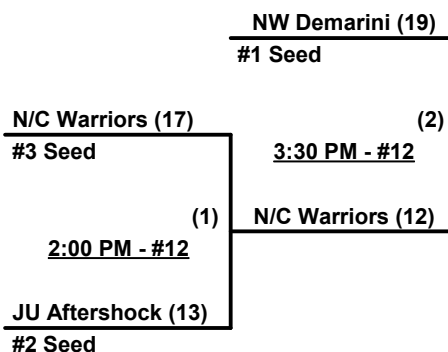 NW Demarini (19)
#1 Seed
N/C Warriors (17)
(2)
#3 Seed
3:30 PM - #12
(1)
N/C Warriors (12)
2:00 PM - #12
JU Aftershock (13)
#2 Seed